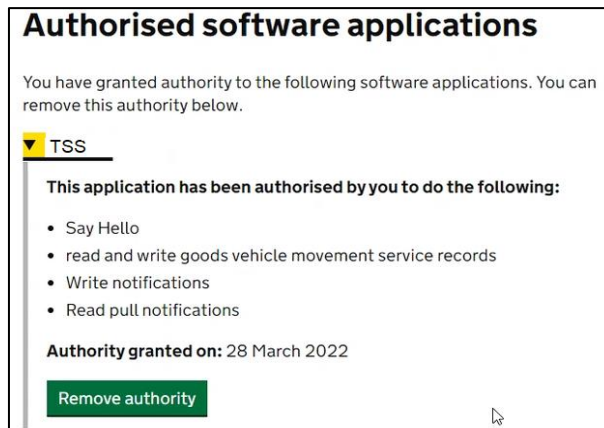 Authorised software applications
You have granted authority to the following software applications. You can
remove this authority below.
TSS
This application has been authorised by you to do the following:
• Say Hello
• read and write goods vehicle movement service records
• Write notifications
• Read pull notifications
Authority granted on: 28 March 2022
Remove authority